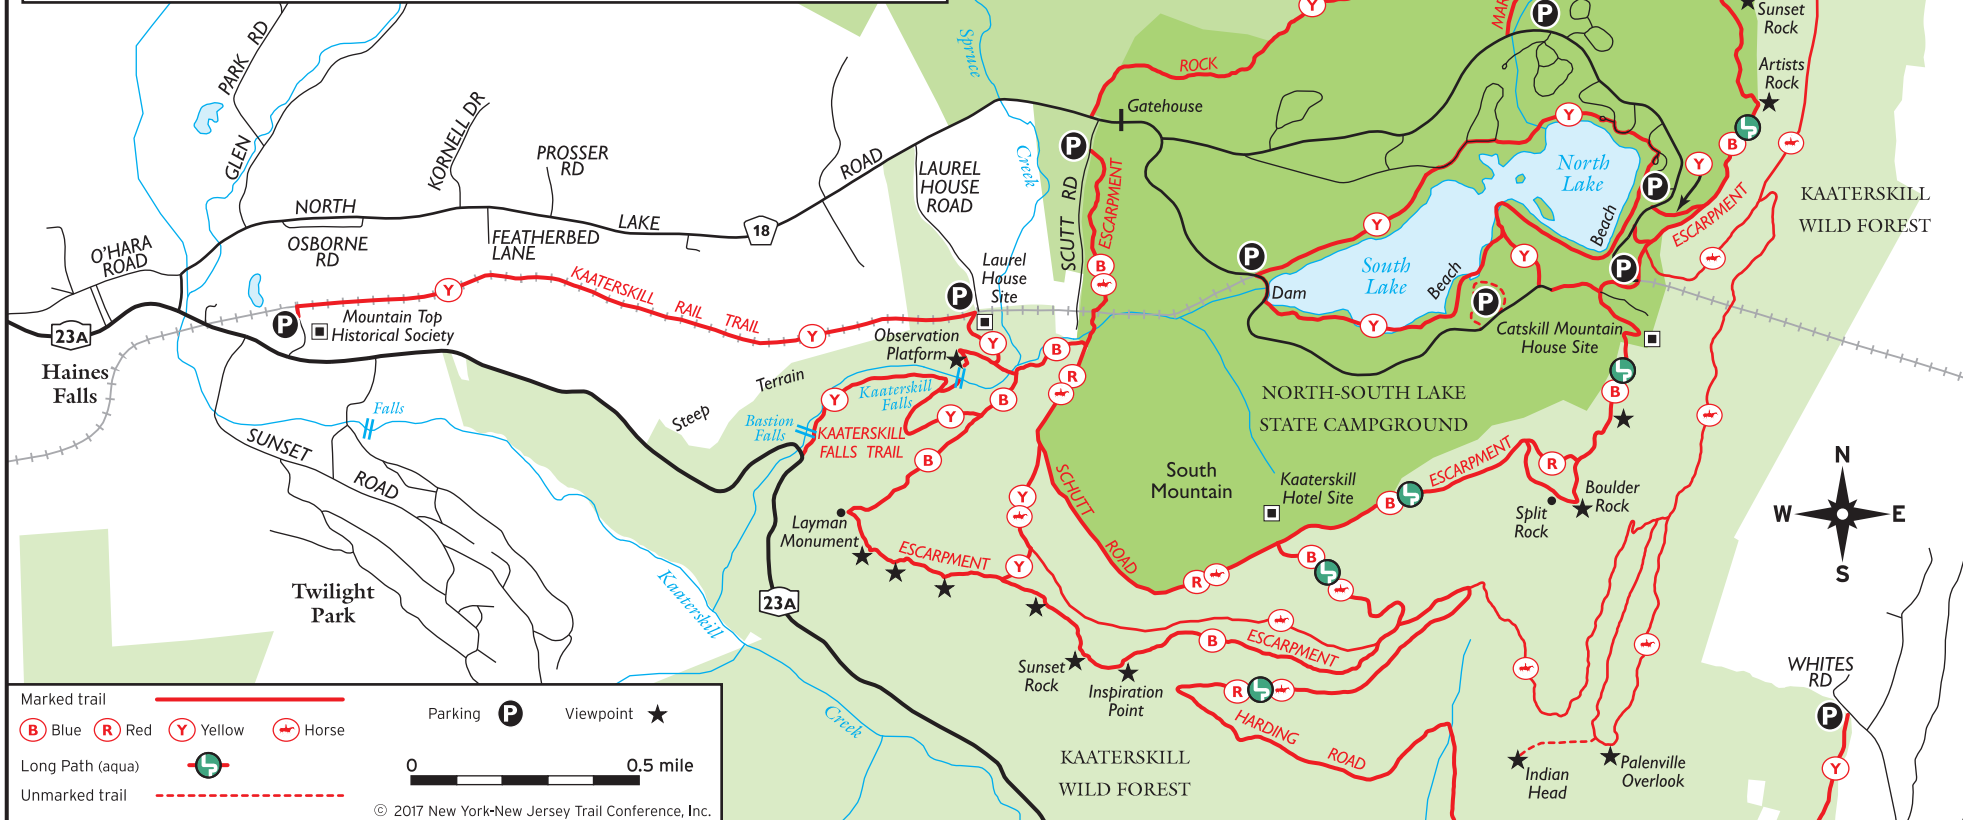 Sunset
Rock
Artists
Rock
MAR
Y
P
ROCK
Spruce
Creek
PARK RD
GLEN
KORNELL DR
PROSSER
RD
ROAD
LAUREL
HOUSE
ROAD
Gatehouse
P
SCUTT RD
ESCARPMENT
B
Y
North
Lake
Y
B
Y
P
Beach
ESCARPMENT
KAATERSKILL
WILD FOREST
O'HARA
ROAD
NORTH
OSBORNE
RD
FEATHERBED
LANE
LAKE
18
Laurel
House
Site
P
P
Dam
South
Lake
Beach
Y
Y
Y
P
P
23A
Haines
Falls
P
Mountain Top
Historical Society
Y
KAATERSKILL RAIL TRAIL
Y
Observation
Platform
Y
B
R
B
Catskill Mountain
House Site
NORTH-SOUTH LAKE
STATE CAMPGROUND
B
Falls
Steep Terrain
Bastion
Falls
Kaaterskill
Falls
Y
Y
KAATERSKILL
FALLS TRAIL
B
SUNSET
ROAD
Layman
Monument
ESCARPMENT
Y
Y
SCHUTT
ROAD
South
Mountain
Kaaterskill
Hotel Site
B
ESCARPMENT
R
Split
Rock
Boulder
Rock
N
W E
S
Twilight
Park
Kaaterskill
Creek
23A
R
B
B
ESCARPMENT
Sunset
Rock
Inspiration
Point
R
HARDING
ROAD
KAATERSKILL
WILD FOREST
Indian
Head
Palenville
Overlook
WHITES
RD
P
Y
Marked trail
B Blue R Red Y Yellow Horse
Long Path (aqua)
Unmarked trail
Parking P Viewpoint
0 0.5 mile
© 2017 New York-New Jersey Trail Conference, Inc.